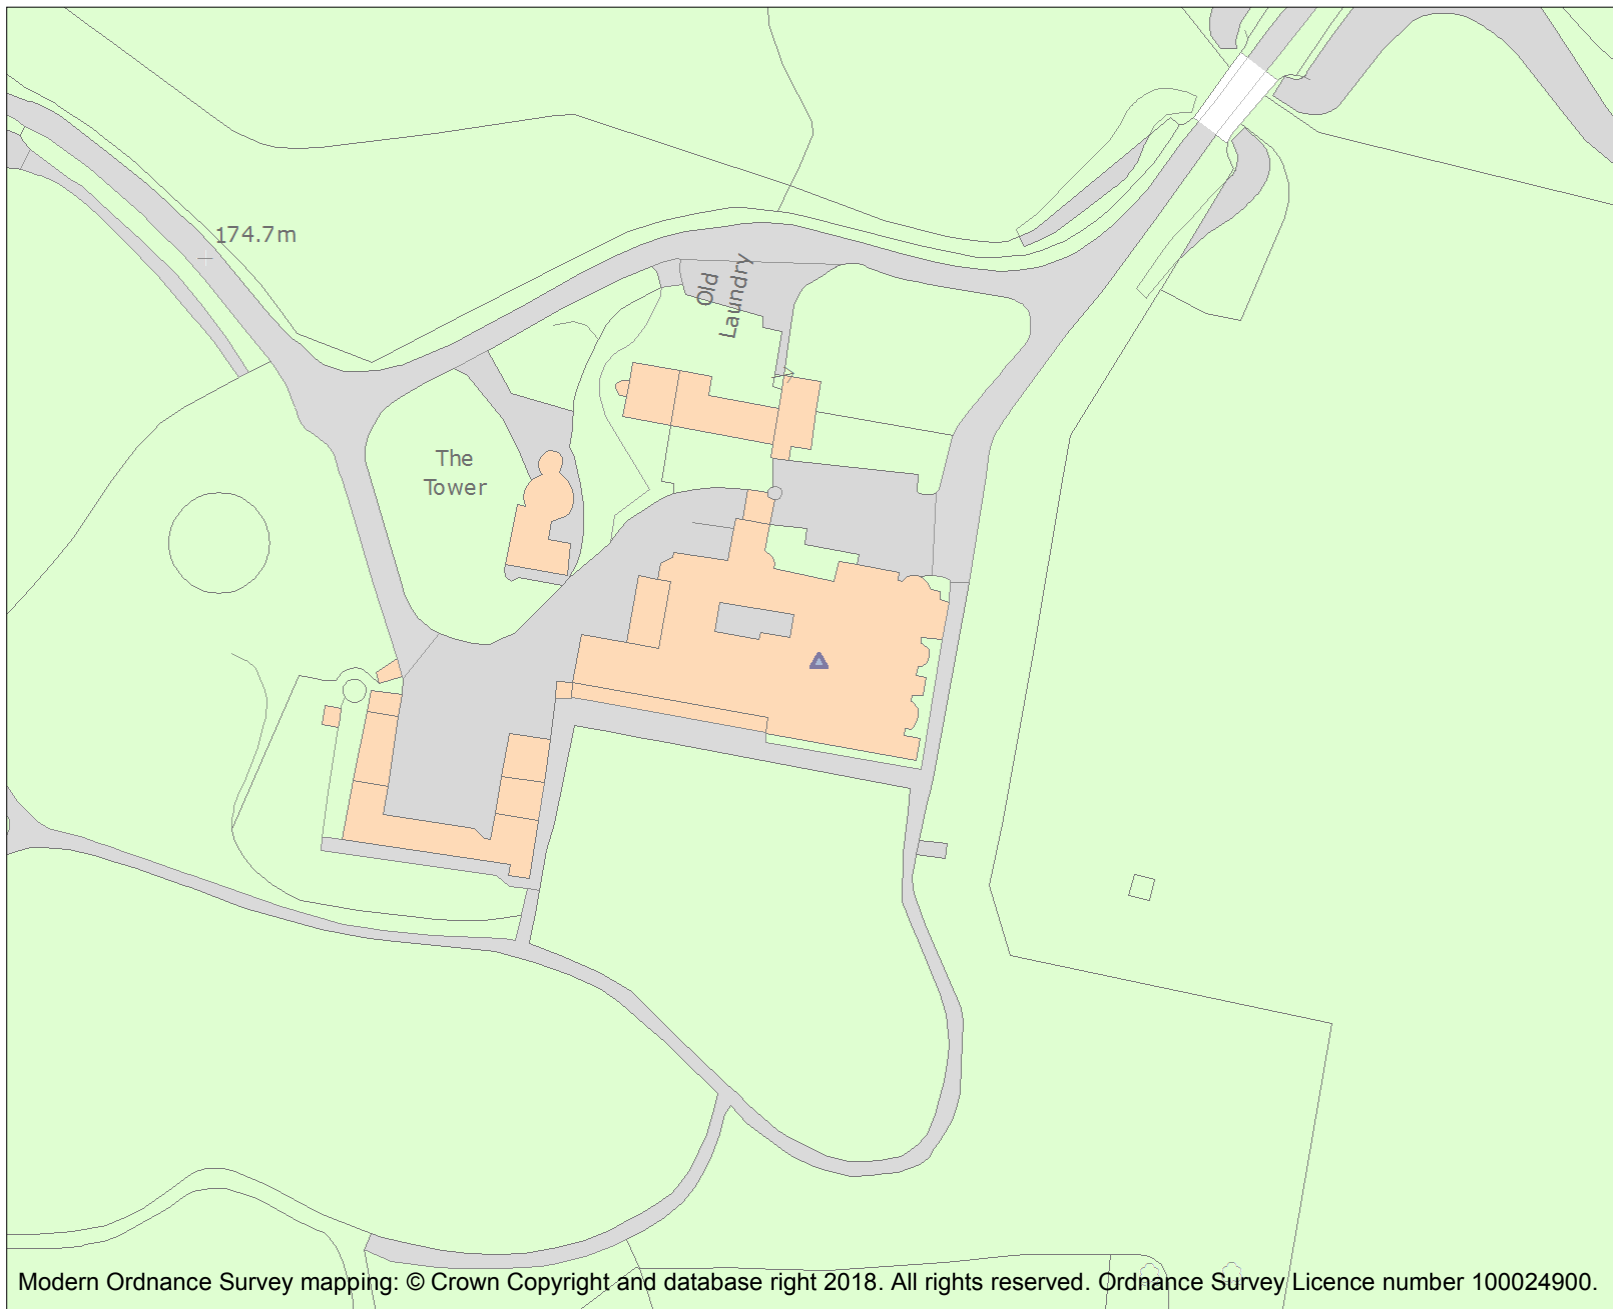 174.7m
Old
Laundry
The
Tower
Modern Ordnance Survey mapping: © Crown Copyright and database right 2018. All rights reserved. Ordnance Survey Licence number 100024900.